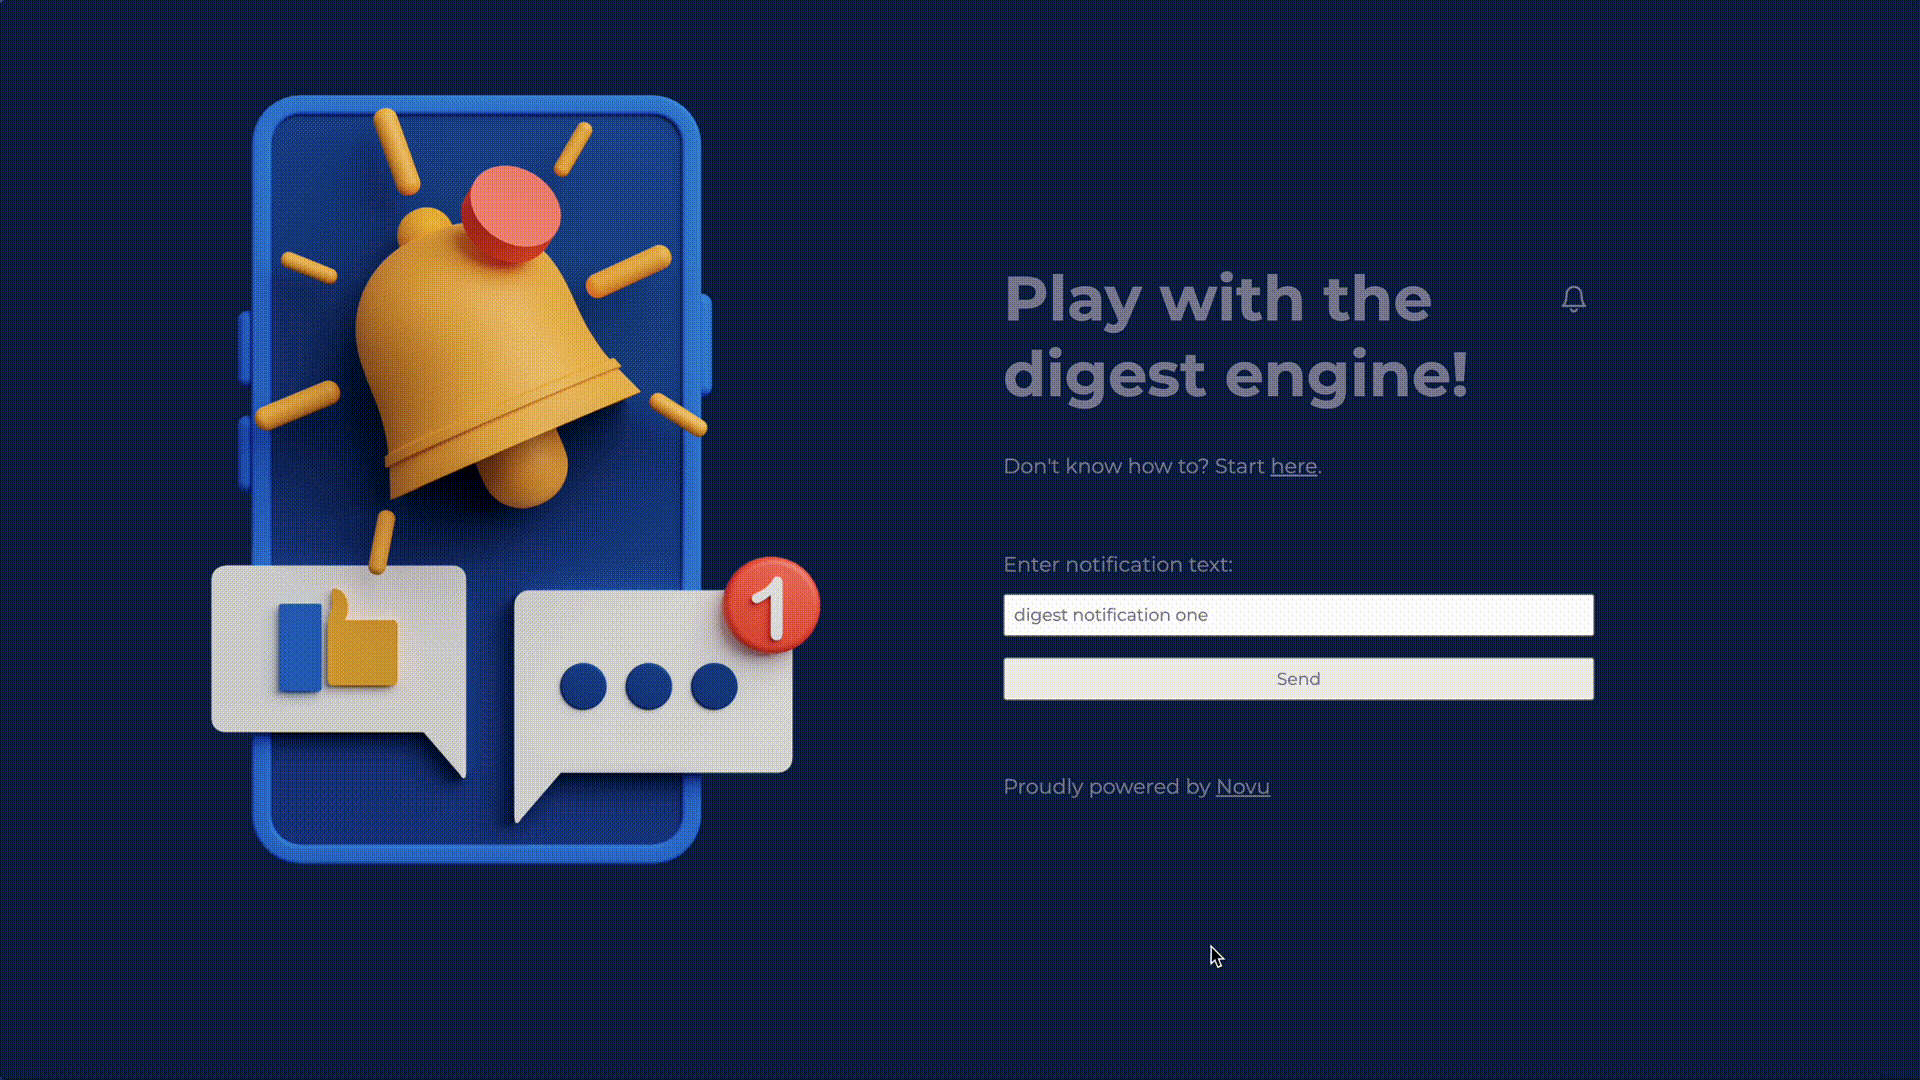 Play with the
digest engine!
Don't know how to? Start here.
Enter notification text:
digest notification one
Send
Proudly powered by Novu
1